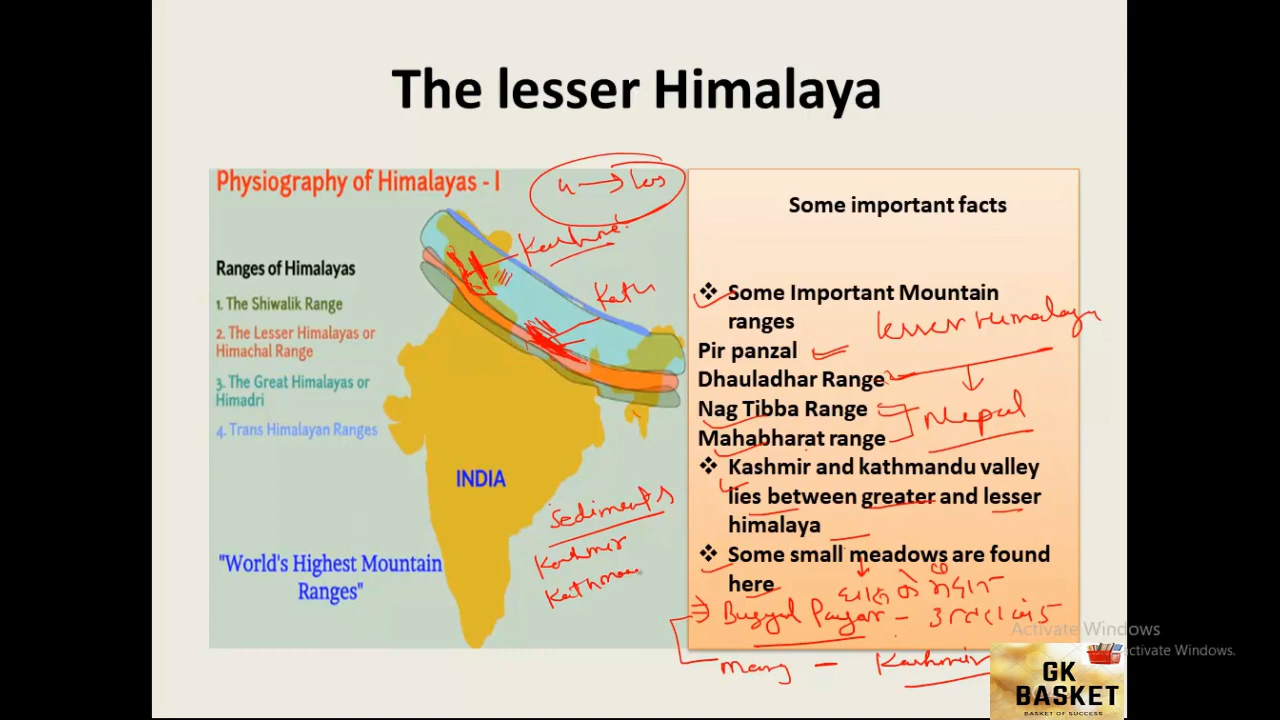 The lesser Himalaya
Physiography of Himalayas - I
Ranges of Himalayas
1. The Shiwalik Range
2. The Lesser Himalayas or
Himachal Range
3. The Great Himalayas or
Himadri
4. Trans Himalayan Ranges
INDIA
"World's Highest Mountain
Ranges"
Kath
Sediments
Kashmir
Some important facts
❖ Some Important Mountain
ranges
lesser Himalaya
Pir panzal
Dhauladhar Range
Nag Tibba Range
Nepal
Mahabharat range
❖ Kashmir and kathmandu valley
lies between greater and lesser
himalaya
❖ Some small meadows are found
here
घास के मैदान
Payar - उत्तराखंड
Marg - Kashmir
Activate Windows
Activate Windows.
GK
BASKET
BASKET OF SUCCESS